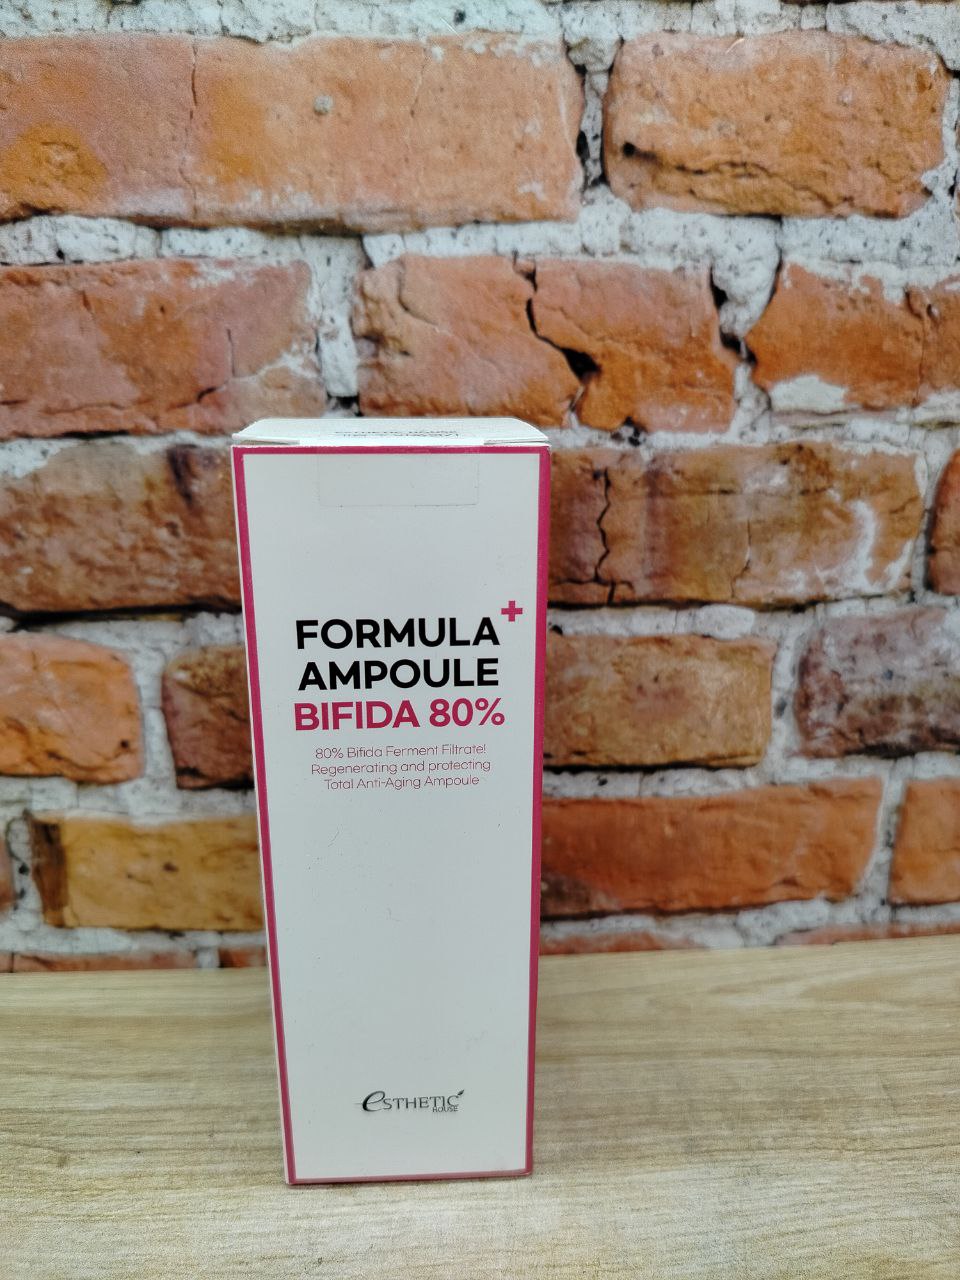 FORMULA+
AMPOULE
BIFIDA 80%
80% Bifida Ferment Filtrate!
Regenerating and protecting
Total Anti-Aging Ampoule
eSTHETIC
HOUSE